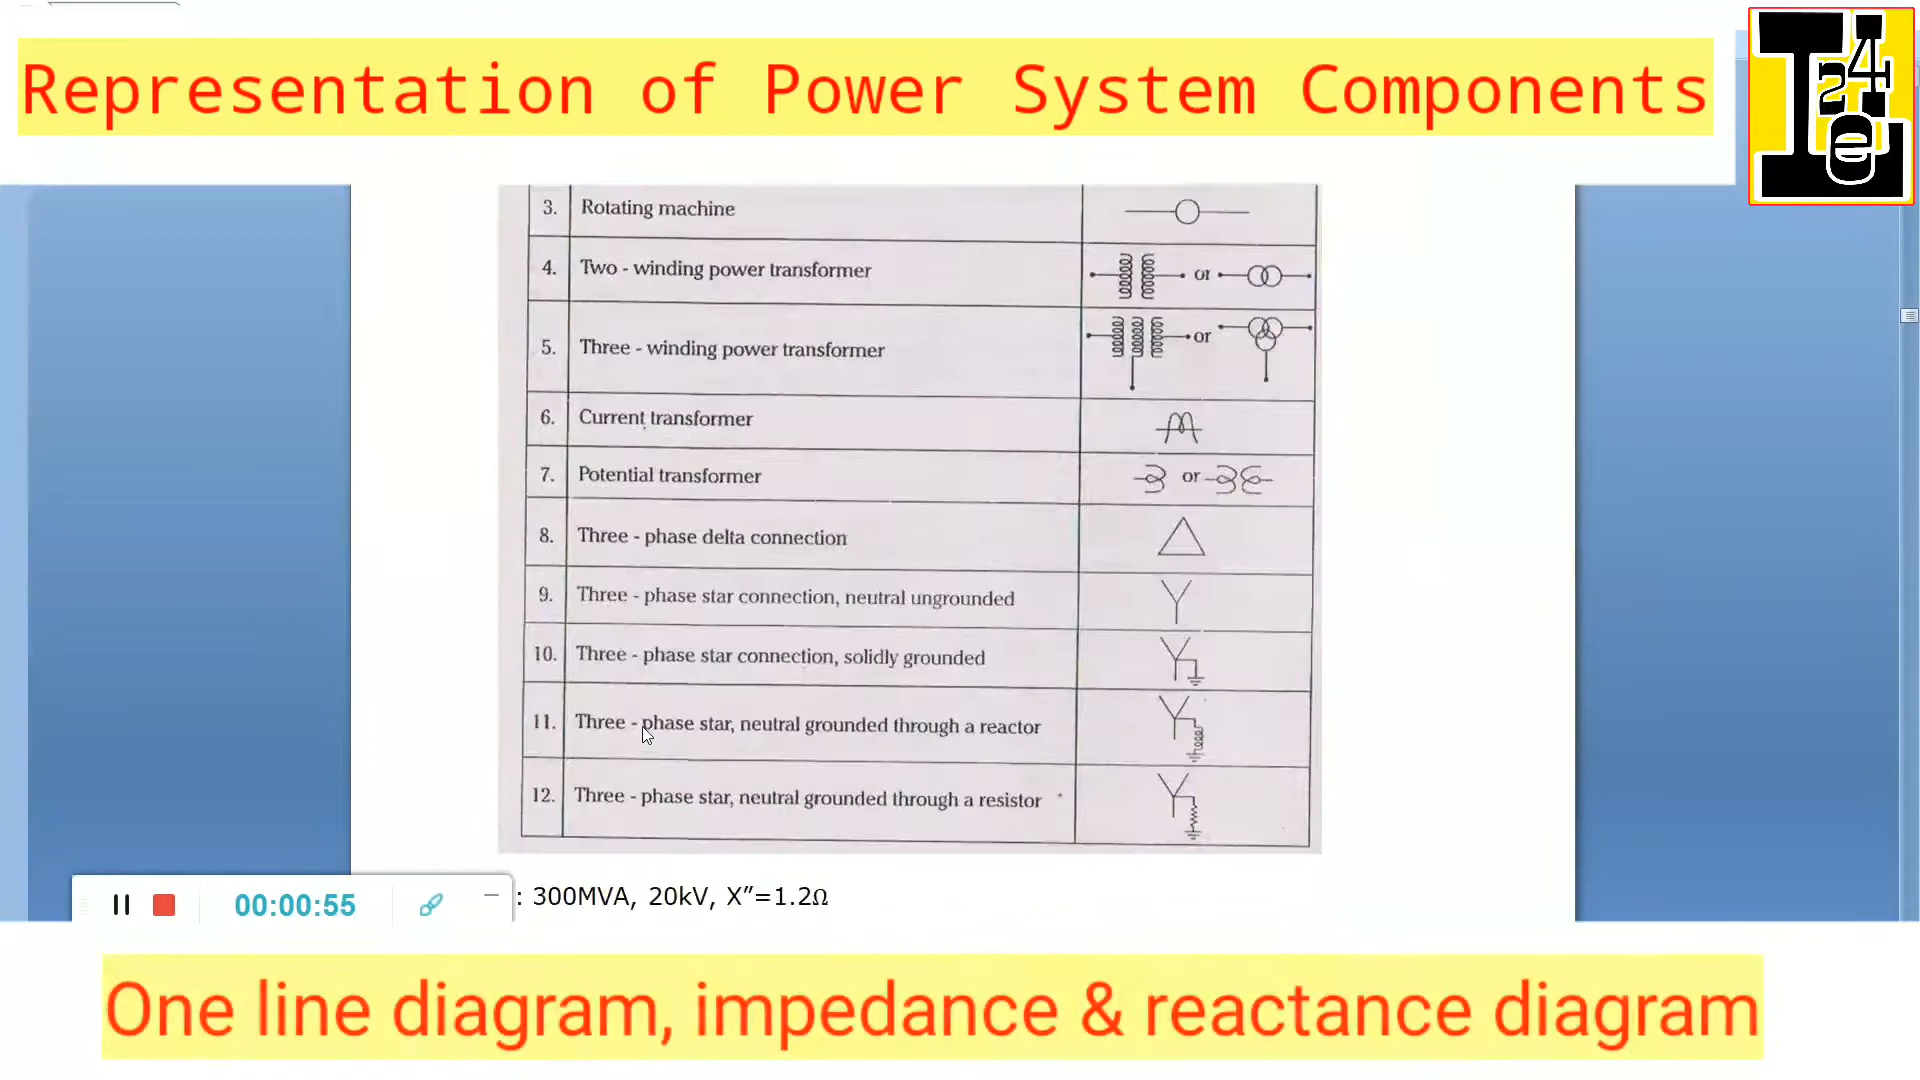 Representation of Power System Components
L
24
e
3. Rotating machine
4. Two - winding power transformer or
5. Three - winding power transformer or
6. Current transformer
7. Potential transformer or
8. Three - phase delta connection
9. Three - phase star connection, neutral ungrounded
10. Three - phase star connection, solidly grounded
11. Three - phase star, neutral grounded through a reactor
12. Three - phase star, neutral grounded through a resistor
00:00:55
: 300MVA, 20kV, X”=1.2Ω
One line diagram, impedance & reactance diagram